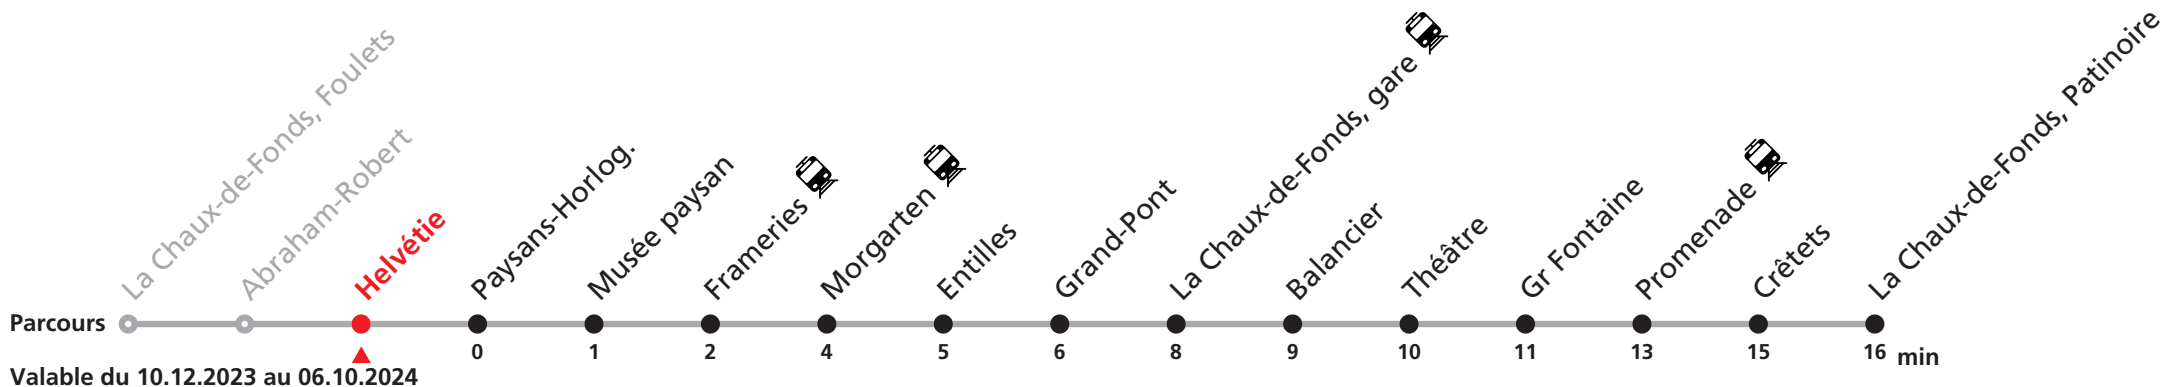 La Chaux-de-Fonds, Foulets
Abraham-Robert
Helvétie
Paysans-Horlog.
Musée paysan
Frameries
Morgarten
Entilles
Grand-Pont
La Chaux-de-Fonds, gare
Balancier
Théâtre
Gr Fontaine
Promenade
Crêtets
La Chaux-de-Fonds, Patinoire
Parcours
0 1 2 4 5 6 8 9 10 11 13 15 16 min
Valable du 10.12.2023 au 06.10.2024